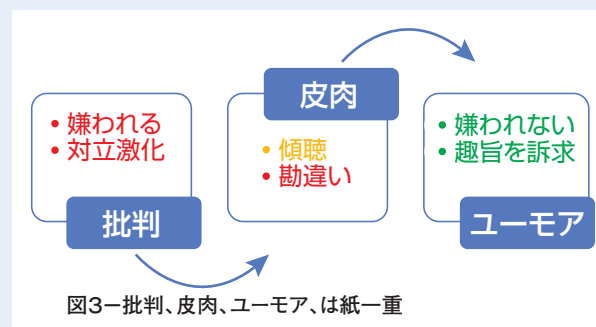 • 嫌われる
• 対立激化
批判
皮肉
• 傾聴
• 勘違い
• 嫌われない
• 趣旨を訴求
ユーモア
図3ー批判、皮肉、ユーモア、は紙一重